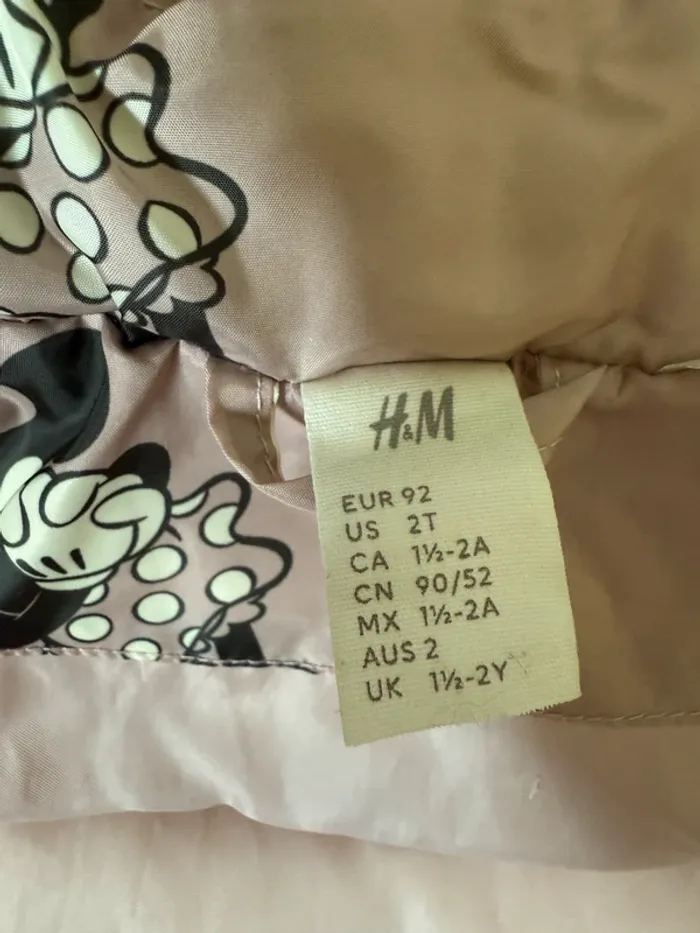 H&M
EUR 92
US 2T
CA 1½-2A
CN 90/52
MX 1½-2A
AUS 2
UK 1½-2Y